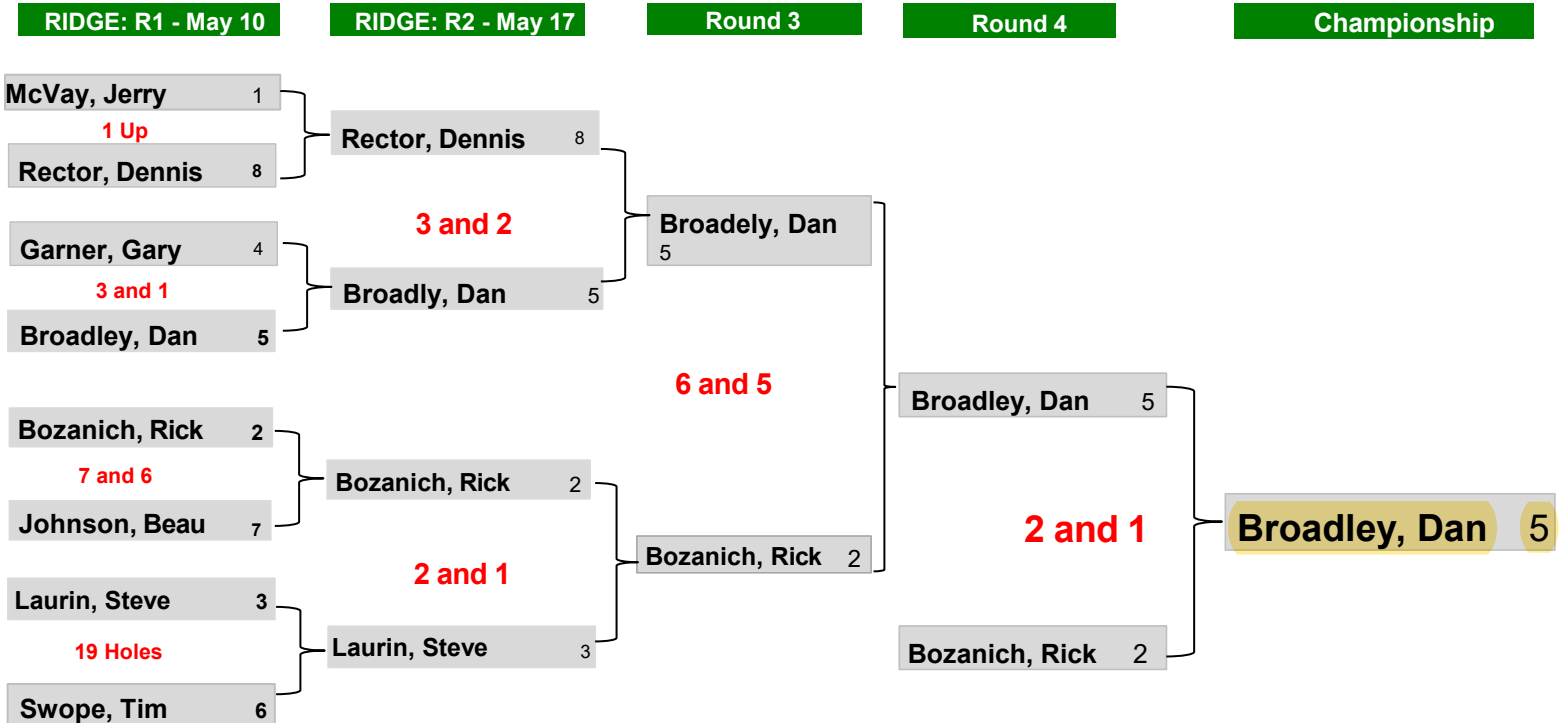 RIDGE: R1 - May 10
RIDGE: R2 - May 17
Round 3
Round 4
Championship
McVay, Jerry 1
1 Up
Rector, Dennis 8
Garner, Gary 4
3 and 1
Broadley, Dan 5
Bozanich, Rick 2
7 and 6
Johnson, Beau 7
Laurin, Steve 3
19 Holes
Swope, Tim 6
Rector, Dennis 8
3 and 2
Broadly, Dan 5
Bozanich, Rick 2
2 and 1
Laurin, Steve 3
Broadely, Dan
5
6 and 5
Bozanich, Rick 2
Broadley, Dan 5
2 and 1
Bozanich, Rick 2
Broadley, Dan 5